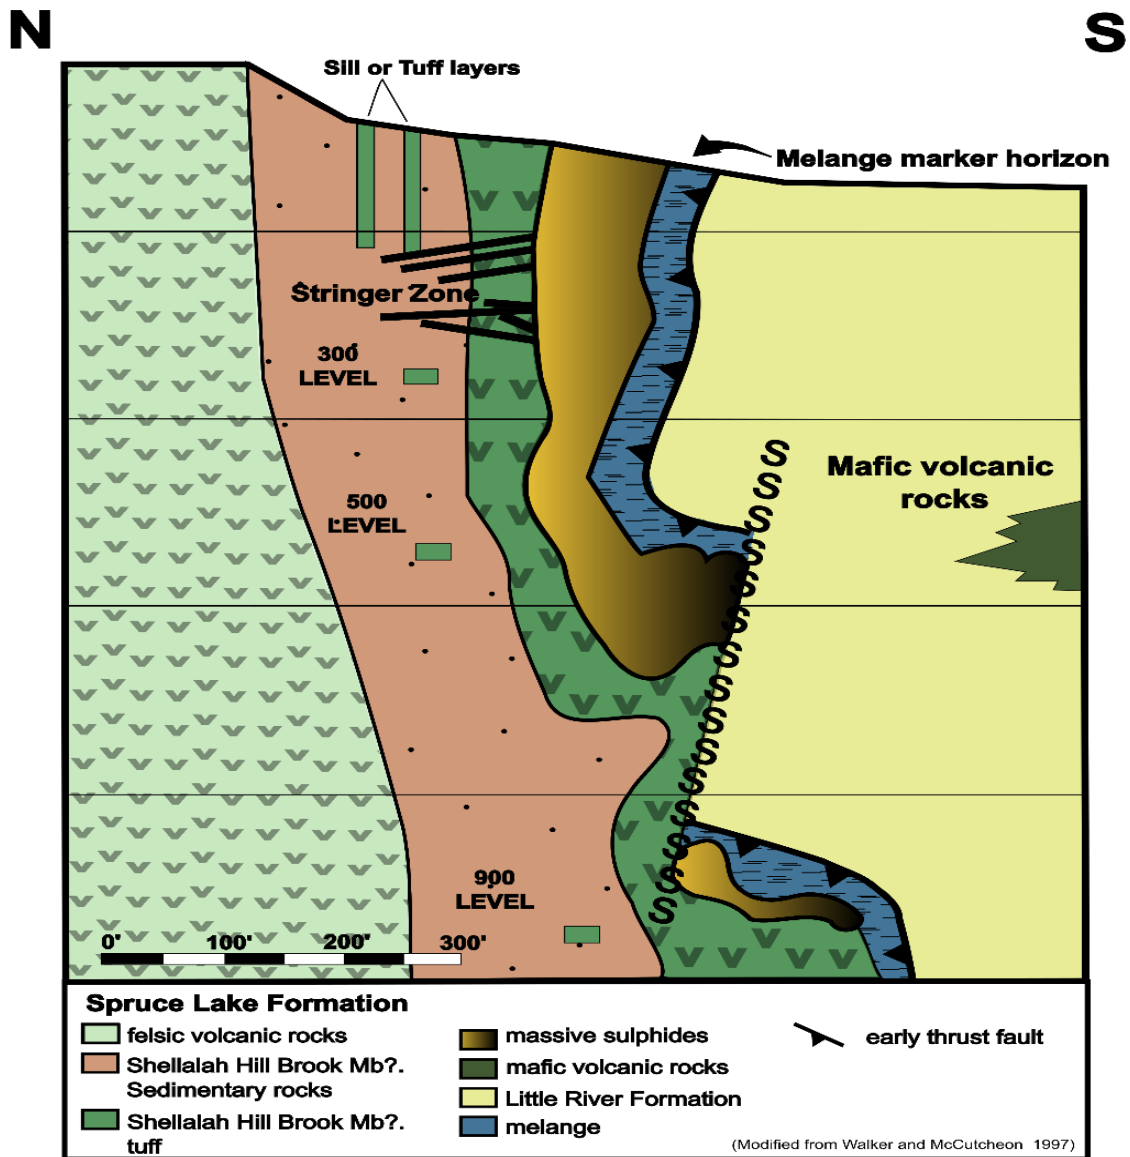 N
S
Sill or Tuff layers
Melange marker horizon
Stringer Zone
300
LEVEL
Mafic volcanic
rocks
500
LEVEL
900
LEVEL
0' 100' 200' 300'
Spruce Lake Formation
felsic volcanic rocks
Shellalah Hill Brook Mb?.
Sedimentary rocks
Shellalah Hill Brook Mb?.
tuff
massive sulphides
mafic volcanic rocks
Little River Formation
melange
early thrust fault
(Modified from Walker and McCutcheon 1997)